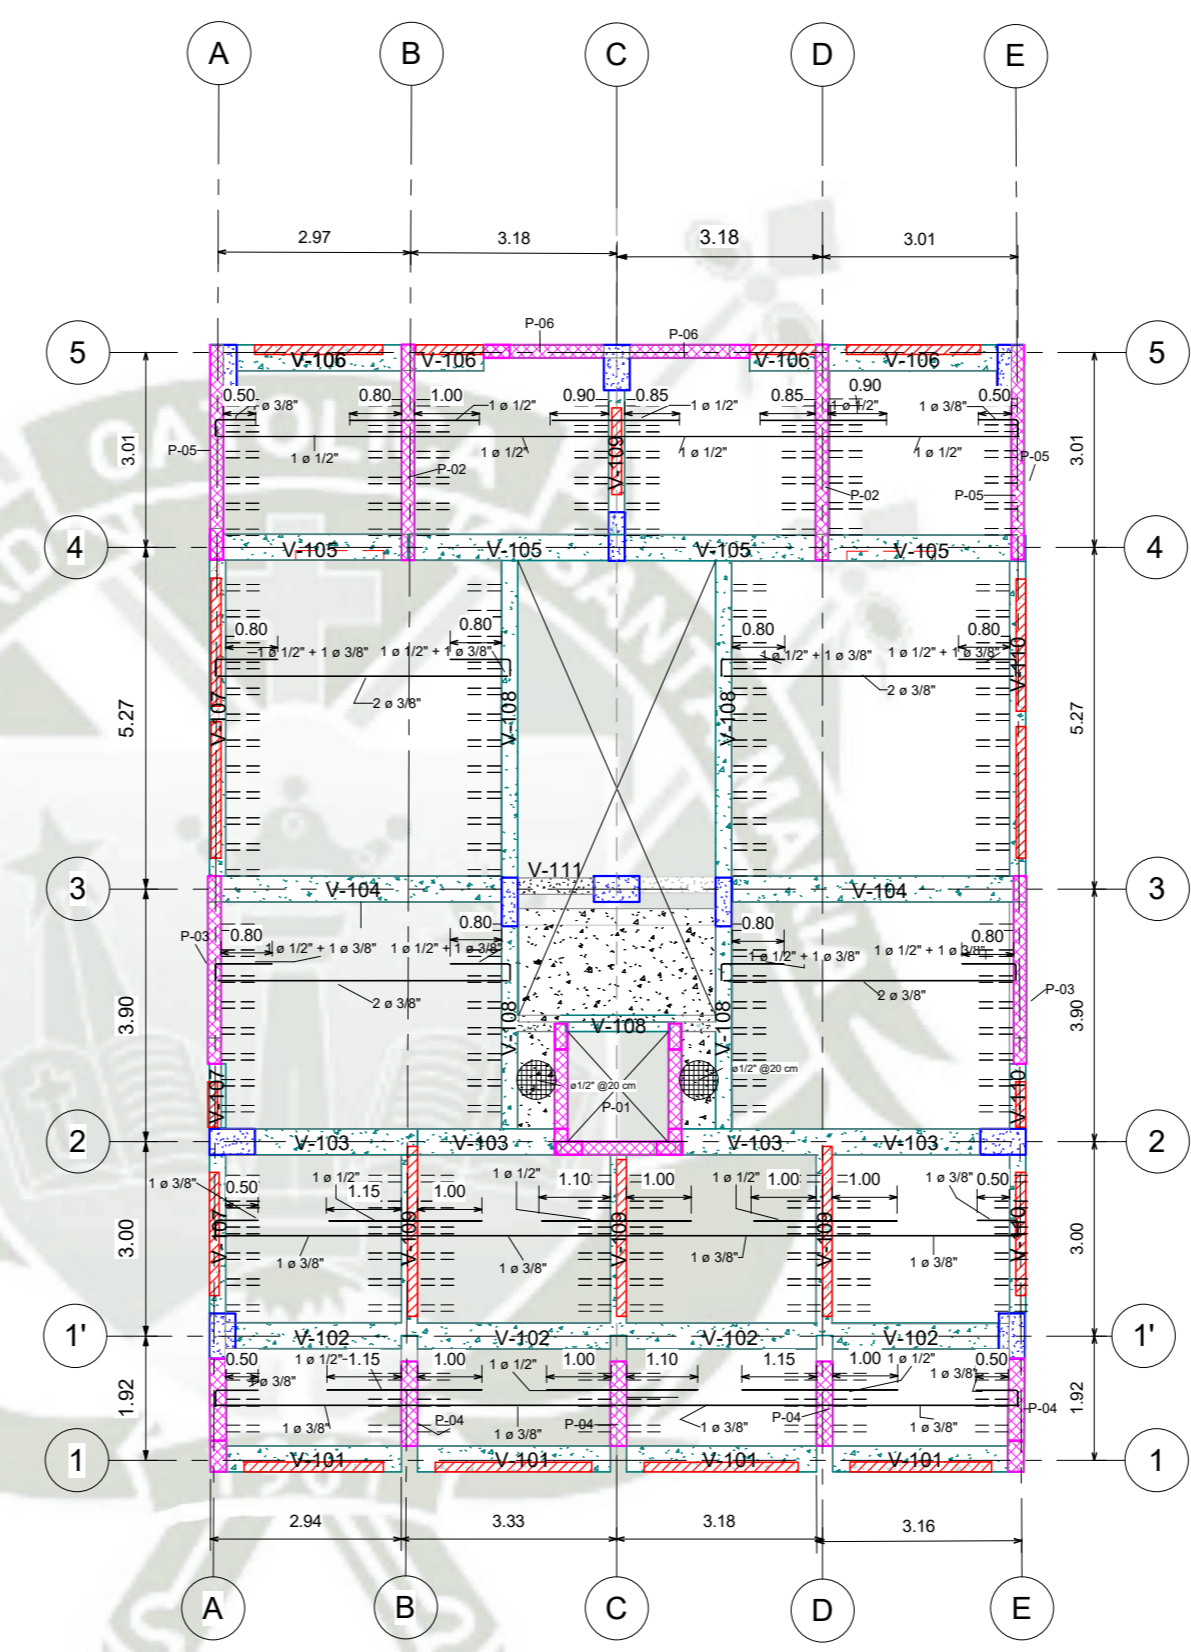 A B C D E
2.97 3.18 3.18 3.01
P-06 P-06
5 V-106 V-106 V-106 V-106 5
0.50 0.80 1.00 0.90 0.85 0.85 0.90 0.50
1 ø 3/8" 1 ø 1/2" 1 ø 1/2" 1 ø 1/2" 1 ø 3/8"
CATOLICA
3.01 P-05 1 ø 1/2" 1 ø 1/2" V-109 1 ø 1/2" 1 ø 1/2" P-05 3.01
P-02 P-02 P-05
4 V-105 V-105 V-105 V-105 4
SANTA MARIA
0.80 0.80 0.80 0.80
1 ø 1/2" + 1 ø 3/8" 1 ø 1/2" + 1 ø 3/8" 1 ø 1/2" + 1 ø 3/8" 1 ø 1/2" + 1 ø 3/8"
2 ø 3/8" 2 ø 3/8"
5.27 V-107 V-108 V-108 V-110 5.27
V-111
3 V-104 V-104 3
0.80 0.80 0.80 0.80
P-03 1 ø 1/2" + 1 ø 3/8" 1 ø 1/2" + 1 ø 3/8" 1 ø 1/2" + 1 ø 3/8" 1 ø 1/2" + 1 ø 3/8"
2 ø 3/8" 2 ø 3/8" P-03
3.90 V-108 V-108 V-108 3.90
V-107 ø1/2" @20 cm ø1/2" @20 cm V-110
P-01
2 V-103 V-103 V-103 V-103 2
1 ø 3/8" 1 ø 1/2" 1 ø 1/2" 1 ø 1/2" 1 ø 3/8"
0.50 1.15 1.00 1.10 1.00 1.00 1.00 0.50
3.00 V-107 V-109 V-109 V-109 V-110 3.00
1 ø 3/8" 1 ø 3/8" 1 ø 3/8" 1 ø 3/8"
1' V-102 V-102 V-102 V-102 1'
0.50 1 ø 1/2" 1.15 1.00 1 ø 1/2" 1.00 1.10 1.15 1.00 1 ø 1/2" 0.50
1 ø 3/8" 1 ø 3/8"
1.92 1 ø 3/8" P-04 1 ø 3/8" P-04 1 ø 3/8" P-04 1 ø 3/8" P-04 1.92
1 V-101 V-101 V-101 V-101 1
1961
2.94 3.33 3.18 3.16
A B C D E